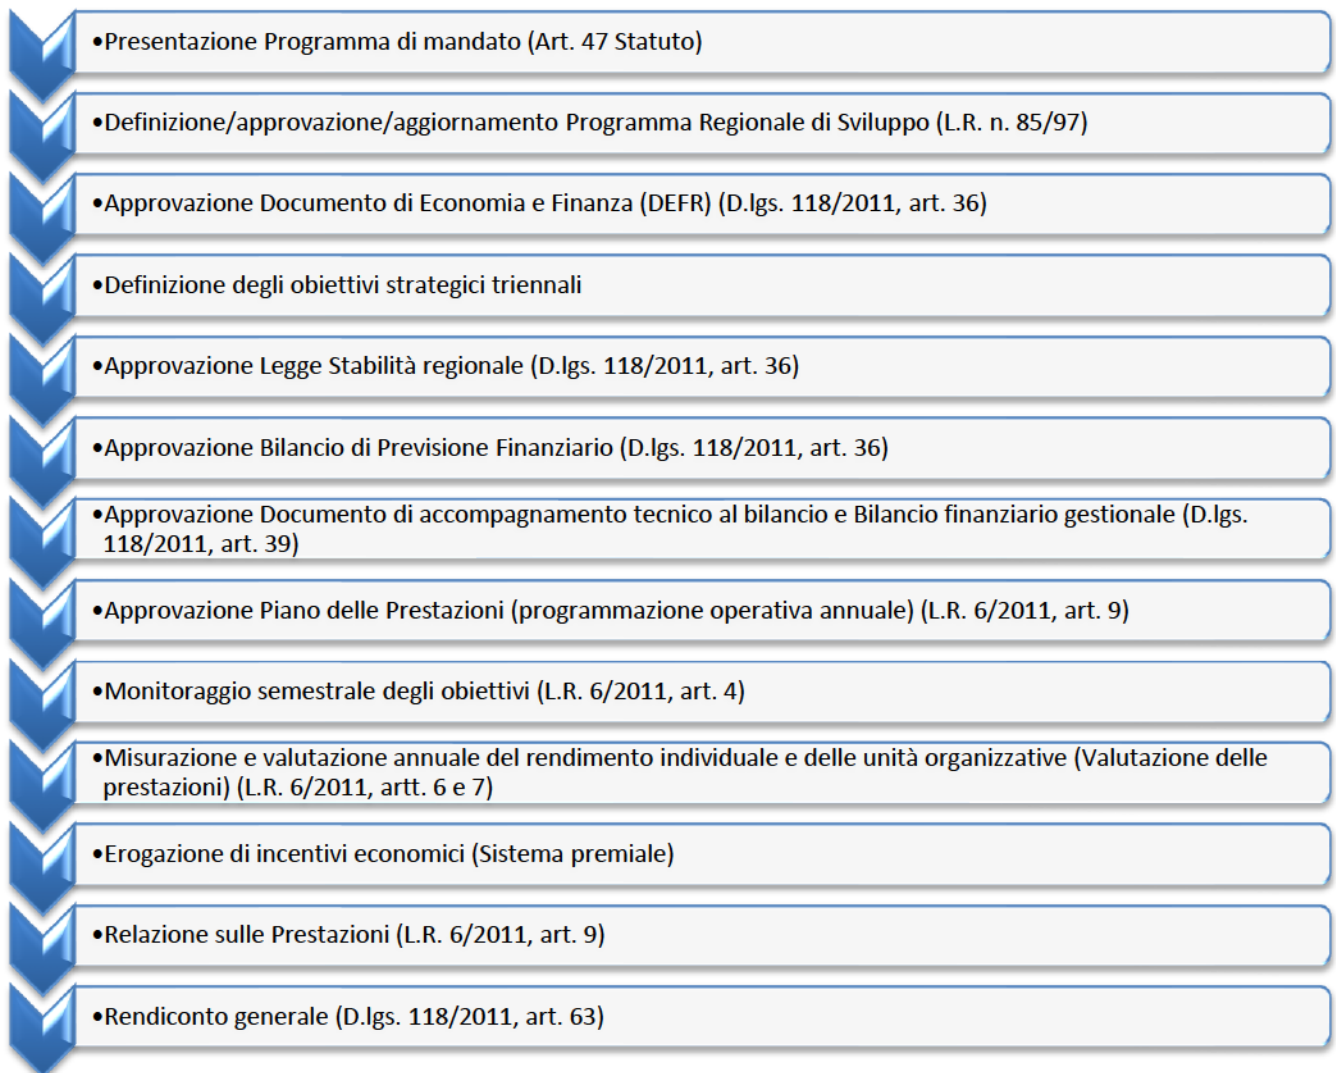 •Presentazione Programma di mandato (Art. 47 Statuto)
•Definizione/approvazione/aggiornamento Programma Regionale di Sviluppo (L.R. n. 85/97)
•Approvazione Documento di Economia e Finanza (DEFR) (D.lgs. 118/2011, art. 36)
•Definizione degli obiettivi strategici triennali
•Approvazione Legge Stabilità regionale (D.lgs. 118/2011, art. 36)
•Approvazione Bilancio di Previsione Finanziario (D.lgs. 118/2011, art. 36)
•Approvazione Documento di accompagnamento tecnico al bilancio e Bilancio finanziario gestionale (D.lgs.
118/2011, art. 39)
•Approvazione Piano delle Prestazioni (programmazione operativa annuale) (L.R. 6/2011, art. 9)
•Monitoraggio semestrale degli obiettivi (L.R. 6/2011, art. 4)
•Misurazione e valutazione annuale del rendimento individuale e delle unità organizzative (Valutazione delle
prestazioni) (L.R. 6/2011, artt. 6 e 7)
•Erogazione di incentivi economici (Sistema premiale)
•Relazione sulle Prestazioni (L.R. 6/2011, art. 9)
•Rendiconto generale (D.lgs. 118/2011, art. 63)